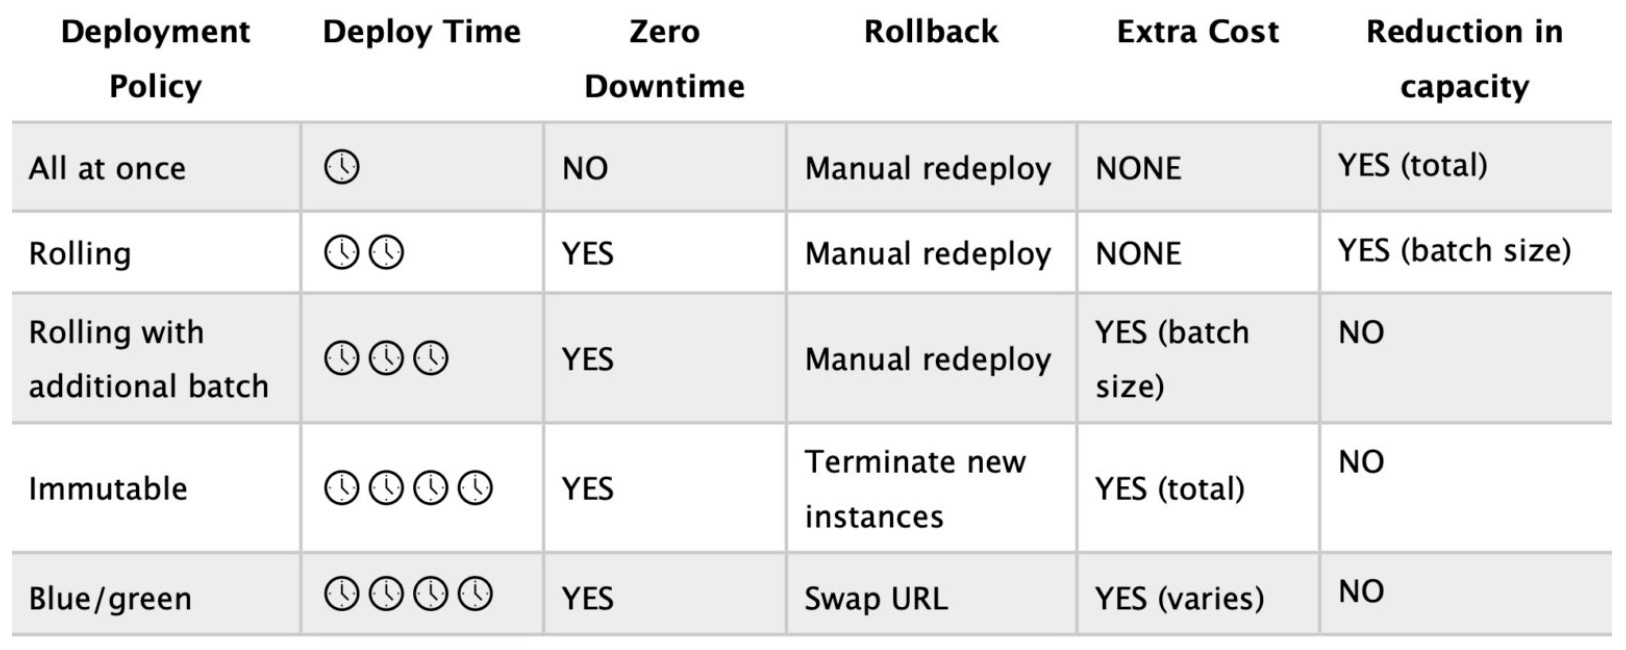 Deployment Policy Deploy Time Zero Downtime Rollback Extra Cost Reduction in capacity
All at once NO Manual redeploy NONE YES (total)
Rolling YES Manual redeploy NONE YES (batch size)
Rolling with additional batch YES Manual redeploy YES (batch size) NO
Immutable YES Terminate new instances YES (total) NO
Blue/green YES Swap URL YES (varies) NO